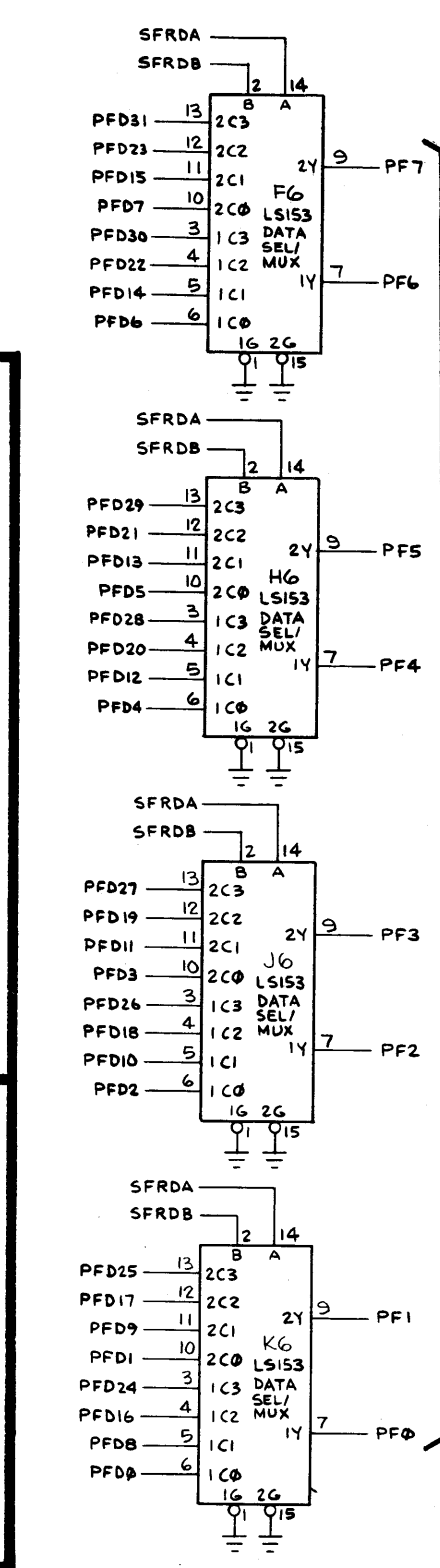 SFRDA
SFRDB
2 14
B A
PFD31 13 2C3
PFD23 12 2C2
PFD15 11 2C1
PFD7 10 2CØ
PFD30 3 1C3
PFD22 4 1C2
PFD14 5 1C1
PFD6 6 1CØ
F6
LS153
DATA
SEL/
MUX
2Y 9 PF7
1Y 7 PF6
1G 2G
1 15
SFRDA
SFRDB
2 14
B A
PFD29 13 2C3
PFD21 12 2C2
PFD13 11 2C1
PFD5 10 2CØ
PFD28 3 1C3
PFD20 4 1C2
PFD12 5 1C1
PFD4 6 1CØ
H6
LS153
DATA
SEL/
MUX
2Y 9 PF5
1Y 7 PF4
1G 2G
1 15
SFRDA
SFRDB
2 14
B A
PFD27 13 2C3
PFD19 12 2C2
PFD11 11 2C1
PFD3 10 2CØ
PFD26 3 1C3
PFD18 4 1C2
PFD10 5 1C1
PFD2 6 1CØ
J6
LS153
DATA
SEL/
MUX
2Y 9 PF3
1Y 7 PF2
1G 2G
1 15
SFRDA
SFRDB
2 14
B A
PFD25 13 2C3
PFD17 12 2C2
PFD9 11 2C1
PFD1 10 2CØ
PFD24 3 1C3
PFD16 4 1C2
PFD8 5 1C1
PFDØ 6 1CØ
K6
LS153
DATA
SEL/
MUX
2Y 9 PF1
1Y 7 PFØ
1G 2G
1 15